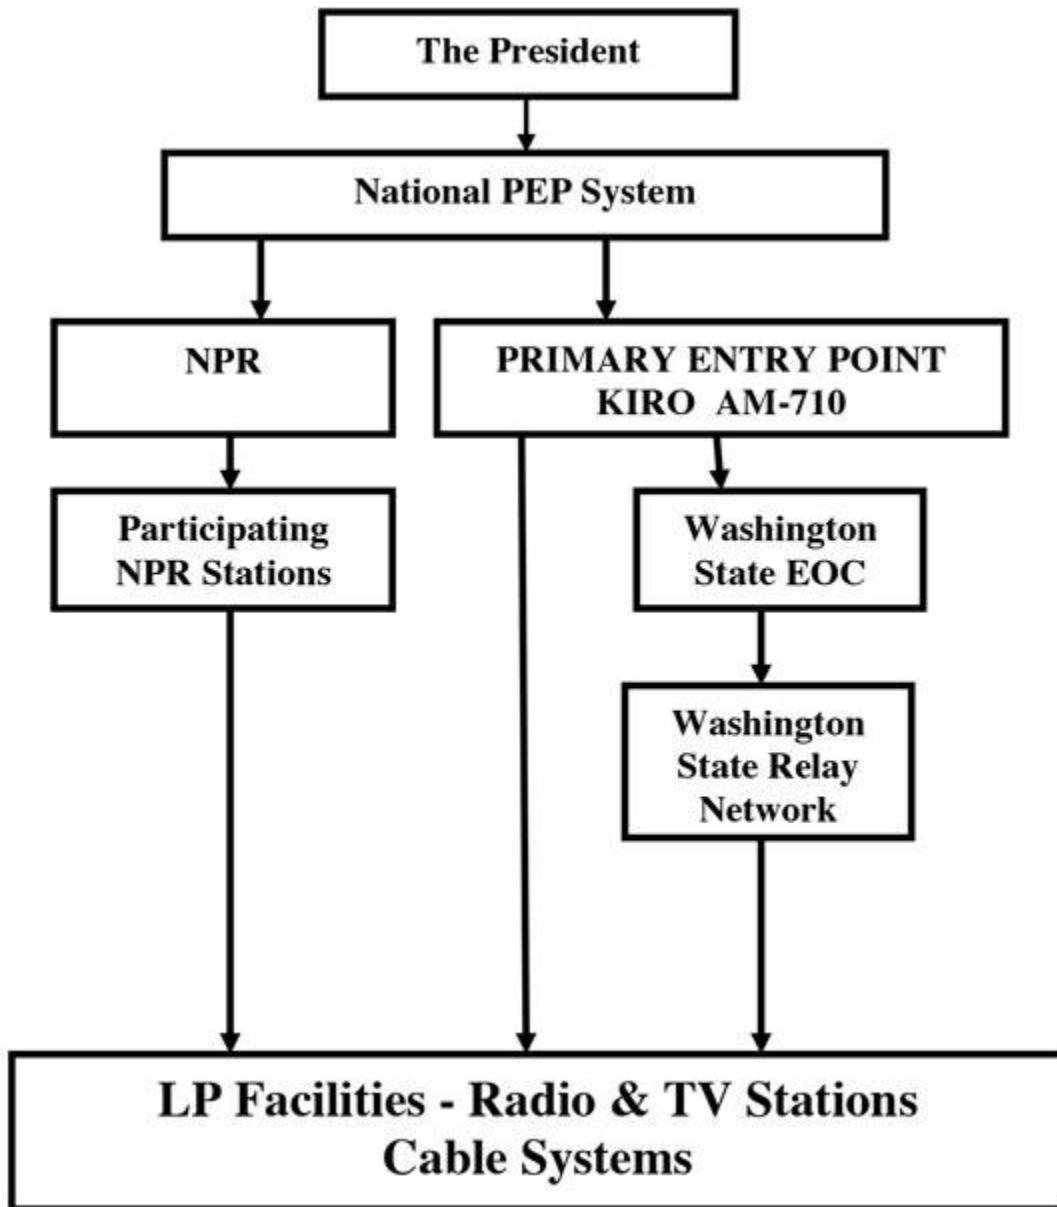 The President
National PEP System
NPR
PRIMARY ENTRY POINT
KIRO AM-710
Participating
NPR Stations
Washington
State EOC
Washington
State Relay
Network
LP Facilities - Radio & TV Stations
Cable Systems